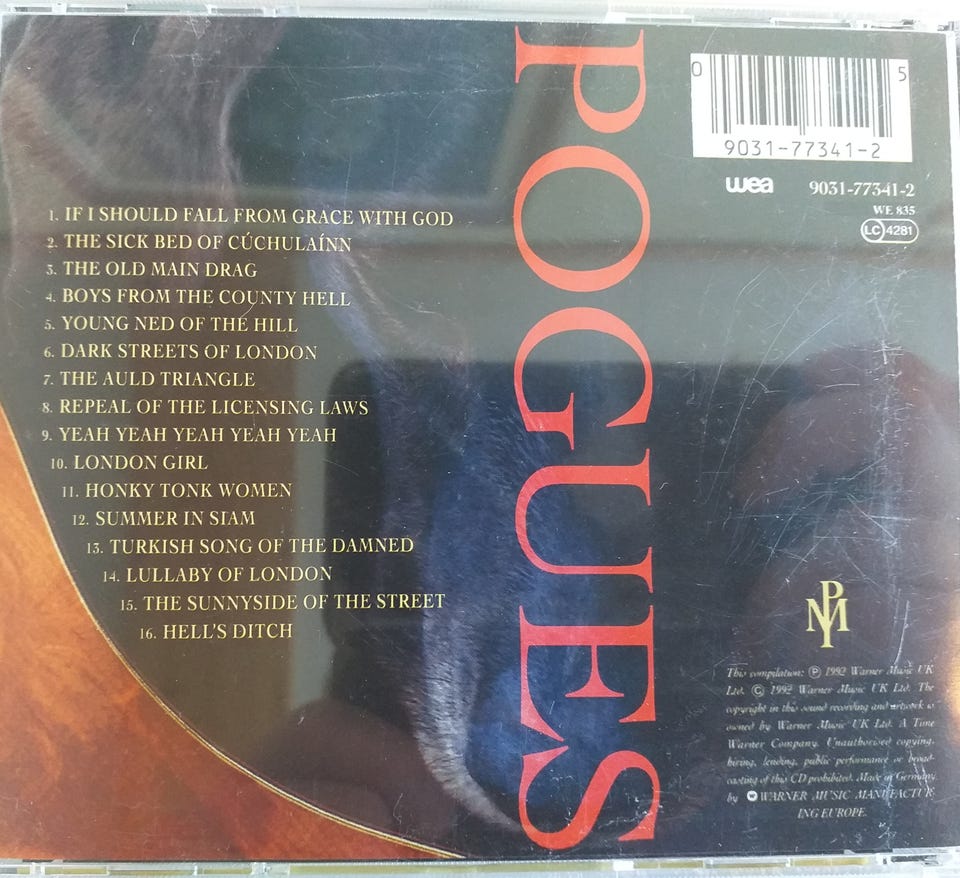 1. IF I SHOULD FALL FROM GRACE WITH GOD
2. THE SICK BED OF CÚCHULAÍNN
3. THE OLD MAIN DRAG
4. BOYS FROM THE COUNTY HELL
5. YOUNG NED OF THE HILL
6. DARK STREETS OF LONDON
7. THE AULD TRIANGLE
8. REPEAL OF THE LICENSING LAWS
9. YEAH YEAH YEAH YEAH YEAH
10. LONDON GIRL
11. HONKY TONK WOMEN
12. SUMMER IN SIAM
13. TURKISH SONG OF THE DAMNED
14. LULLABY OF LONDON
15. THE SUNNYSIDE OF THE STREET
16. HELL'S DITCH
POGUES
0 5
9031-77341-2
wea 9031-77341-2
WE 835
LC 4281
PMY
This compilation: ℗ 1992 Warner Music UK
Ltd. © 1992 Warner Music UK Ltd. The
copyright in this sound recording and artwork is
owned by Warner Music UK Ltd. A Time
Warner Company. Unauthorised copying,
hiring, lending, public performance or broad-
casting of this CD prohibited. Made in Germany
by WARNER MUSIC MANUFACTUR-
ING EUROPE.